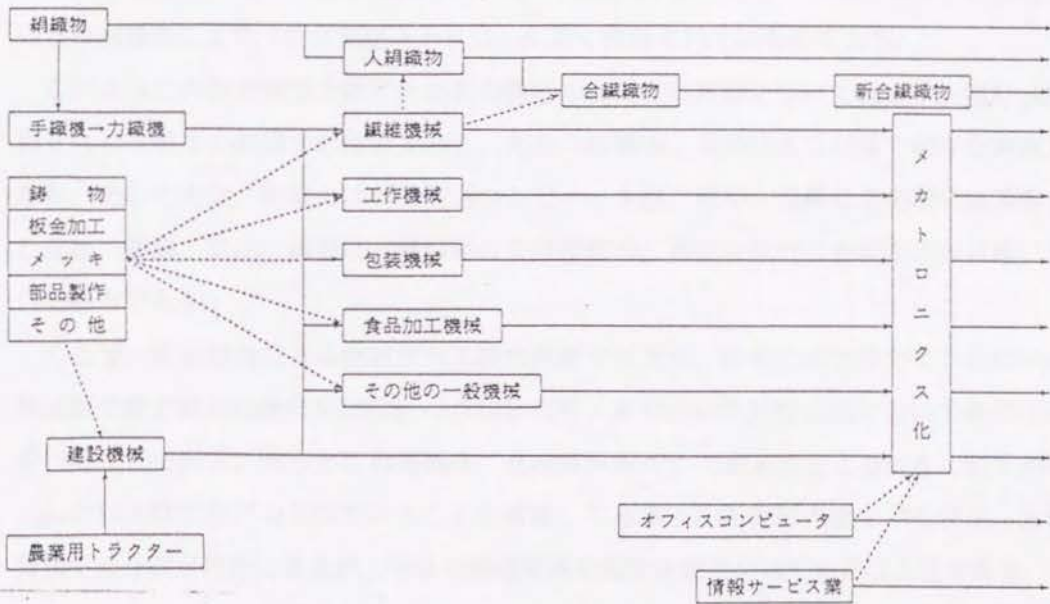 絹織物
人絹織物
合繊織物
新合繊織物
手織機→力織機
繊維機械
鋳物
板金加工
メッキ
部品製作
その他
工作機械
包装機械
食品加工機械
その他の一般機械
建設機械
農業用トラクター
メカトロニクス化
オフィスコンピュータ
情報サービス業